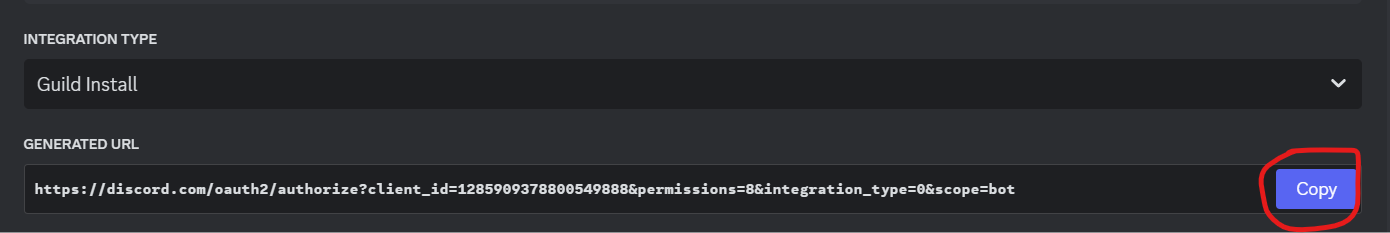 INTEGRATION TYPE
Guild Install
GENERATED URL
https://discord.com/oauth2/authorize?client_id=1285909378800549888&permissions=8&integration_type=0&scope=bot
Copy